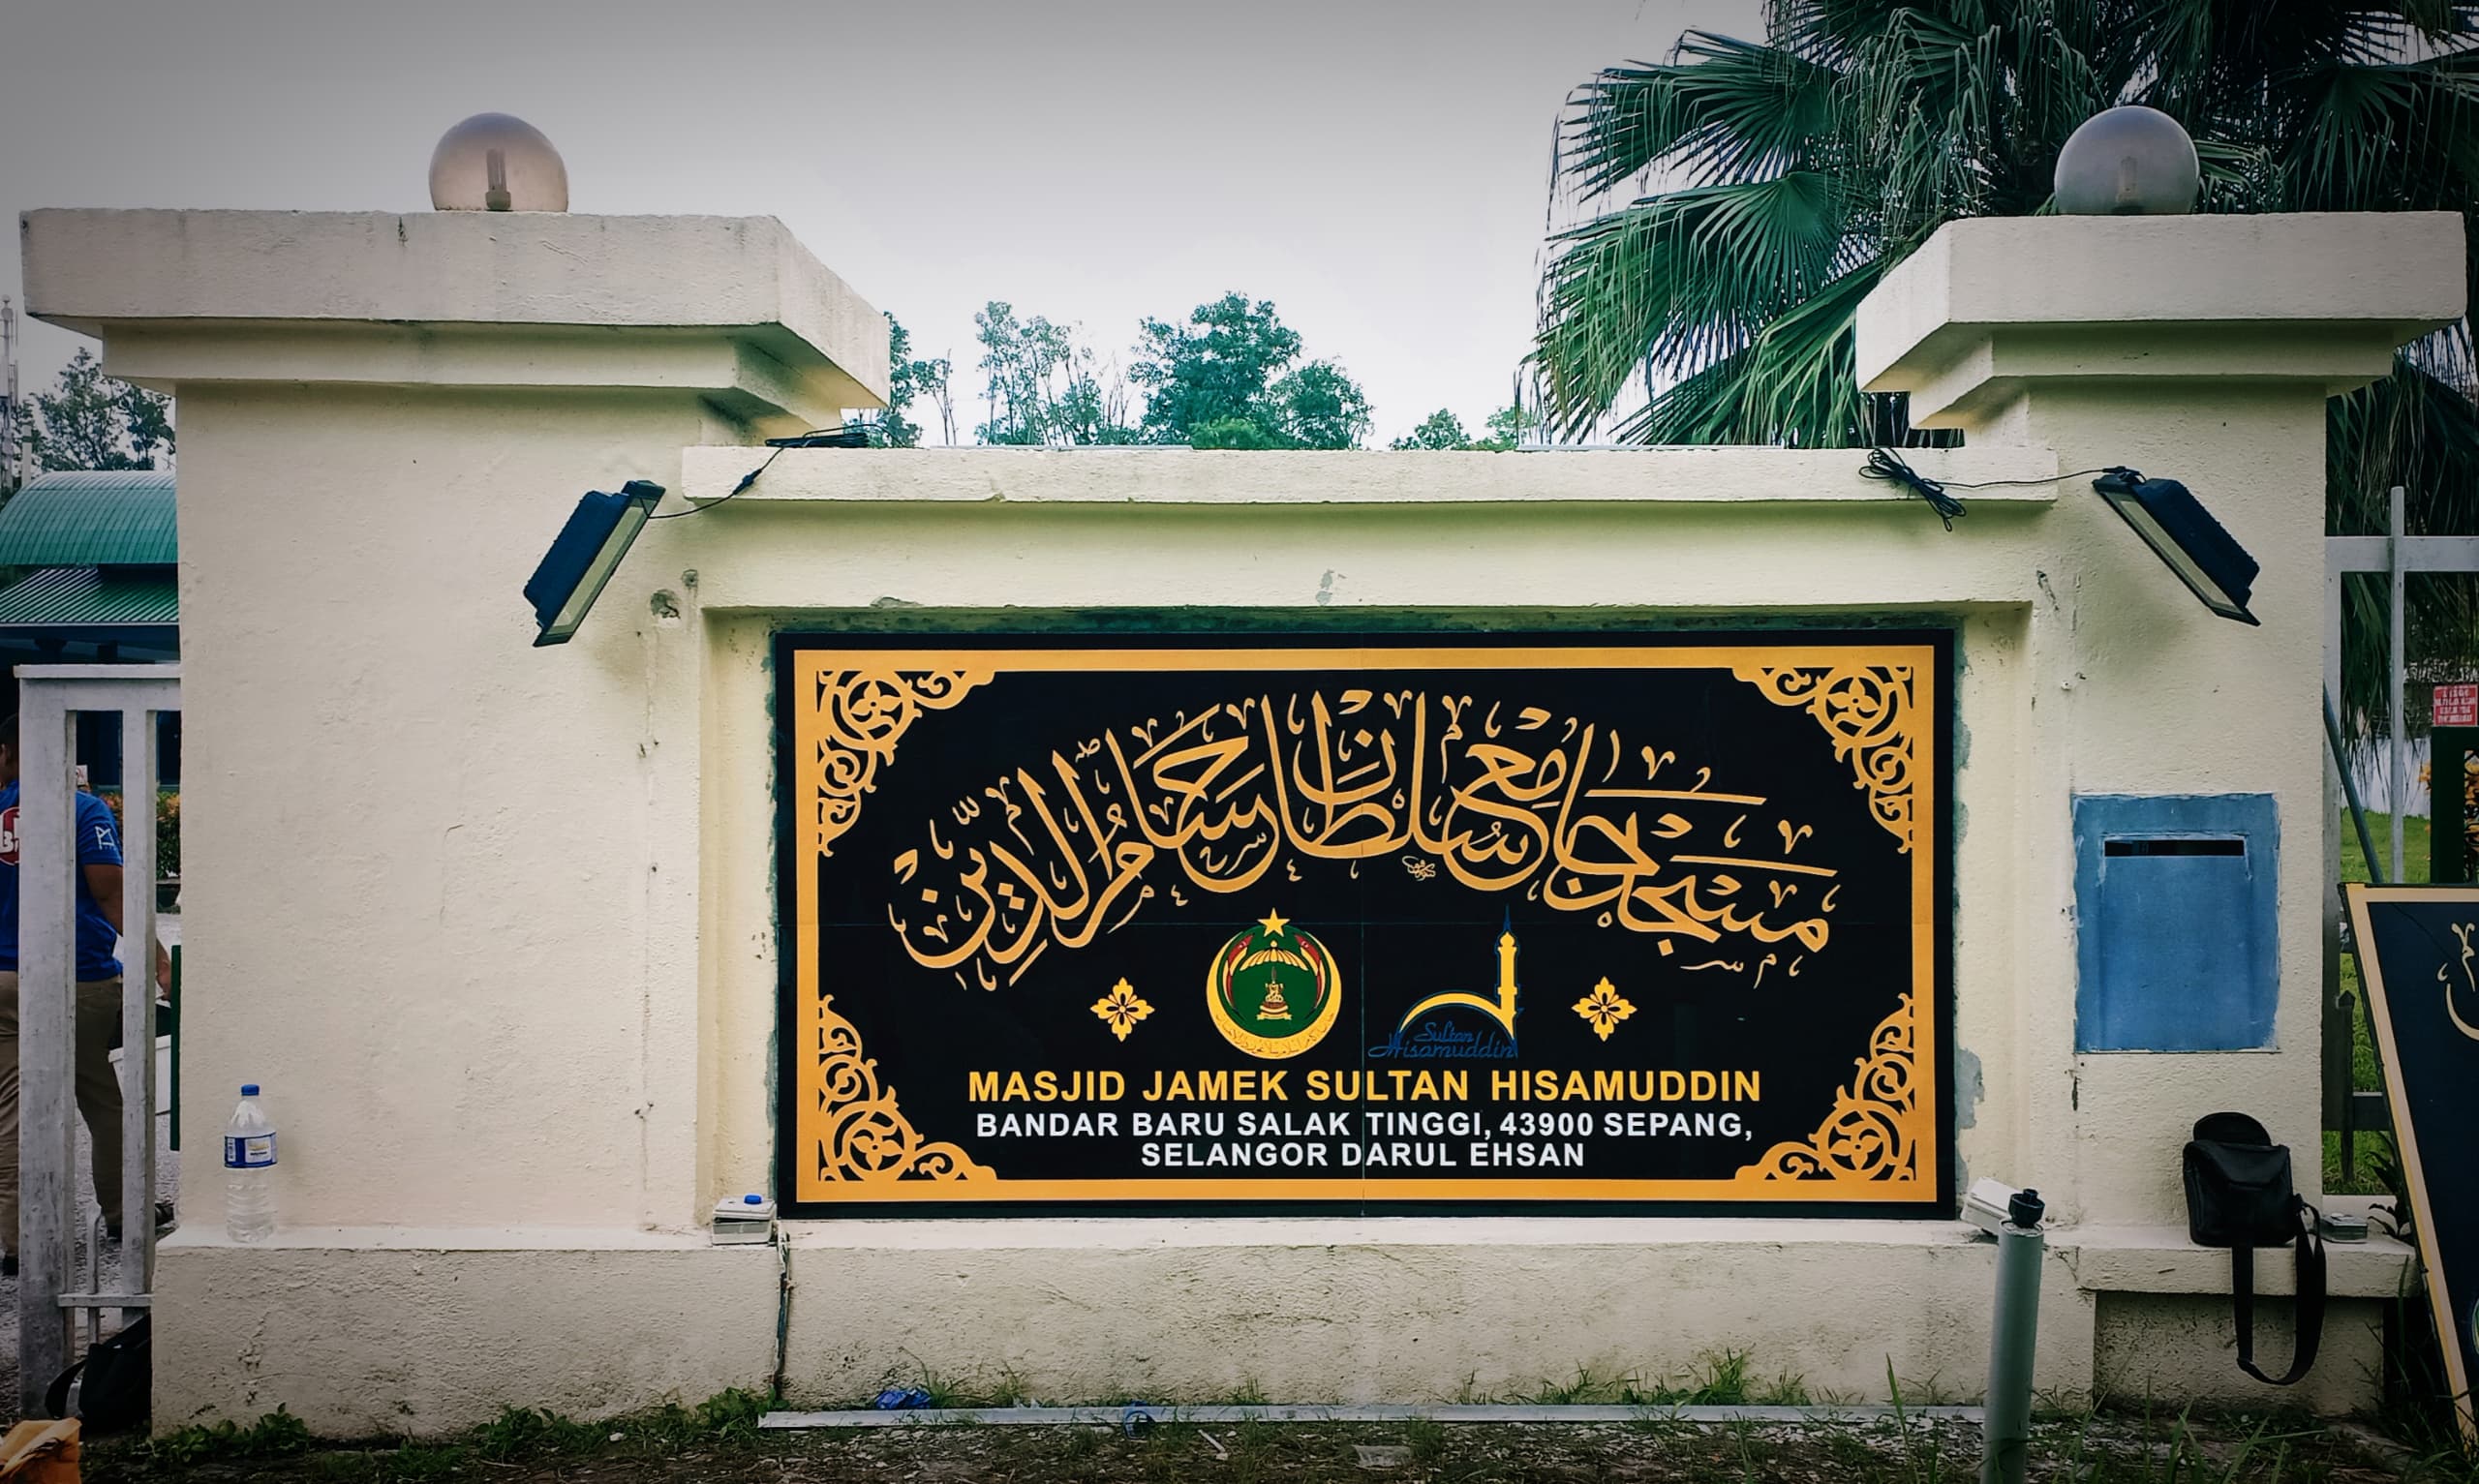 مسجد جامع سلطان حسام الدين
Sultan
Hisamuddin
MASJID JAMEK SULTAN HISAMUDDIN
BANDAR BARU SALAK TINGGI, 43900 SEPANG,
SELANGOR DARUL EHSAN